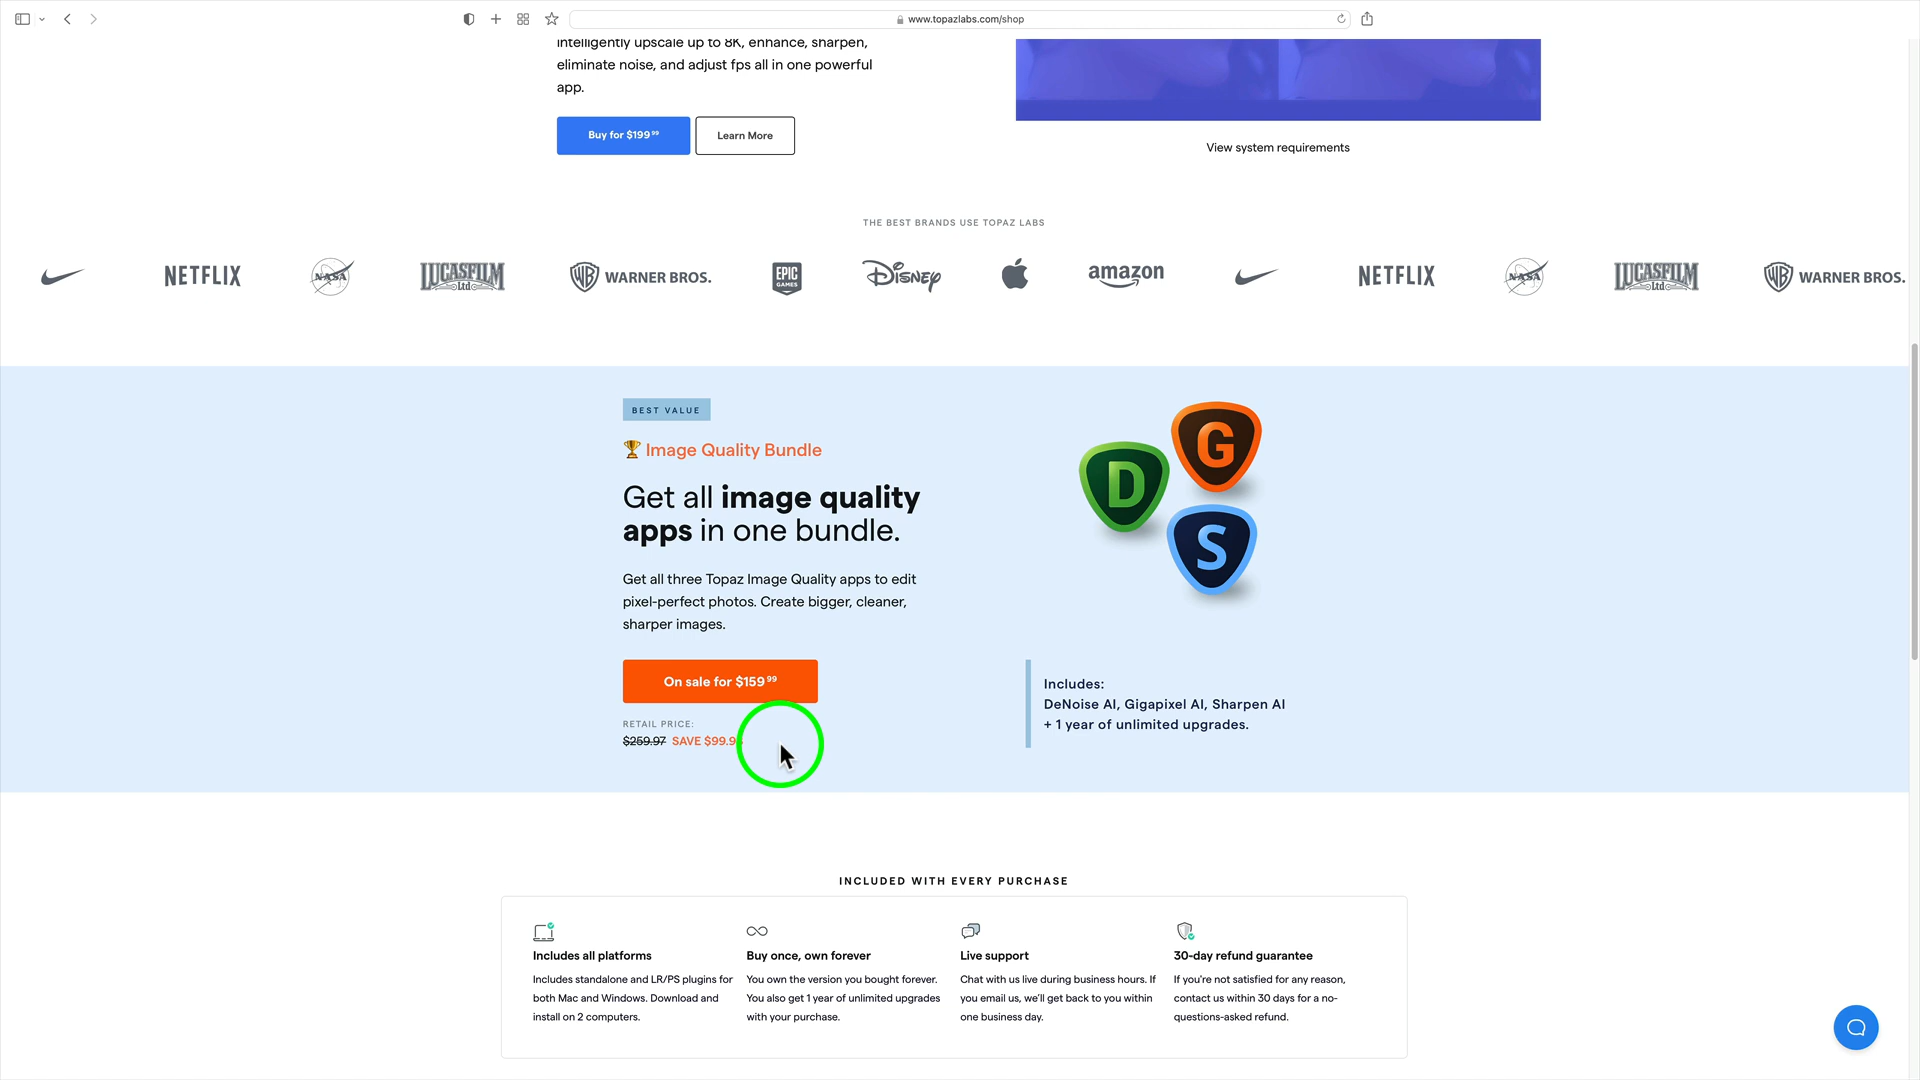 www.topazlabs.com/shop
intelligently upscale up to 8K, enhance, sharpen,
eliminate noise, and adjust fps all in one powerful
app.
Buy for $199 99
Learn More
View system requirements
THE BEST BRANDS USE TOPAZ LABS
NETFLIX
NASA
LUCASFILM Ltd
WB WARNER BROS.
EPIC GAMES
Disney
amazon
NETFLIX
NASA
LUCASFILM Ltd
WB WARNER BROS.
BEST VALUE
Image Quality Bundle
Get all image quality
apps in one bundle.
Get all three Topaz Image Quality apps to edit
pixel-perfect photos. Create bigger, cleaner,
sharper images.
On sale for $159 99
RETAIL PRICE:
$259.97 SAVE $99.9
D
G
S
Includes:
DeNoise AI, Gigapixel AI, Sharpen AI
+ 1 year of unlimited upgrades.
INCLUDED WITH EVERY PURCHASE
Includes all platforms
Includes standalone and LR/PS plugins for
both Mac and Windows. Download and
install on 2 computers.
Buy once, own forever
You own the version you bought forever.
You also get 1 year of unlimited upgrades
with your purchase.
Live support
Chat with us live during business hours. If
you email us, we'll get back to you within
one business day.
30-day refund guarantee
If you're not satisfied for any reason,
contact us within 30 days for a no-
questions-asked refund.